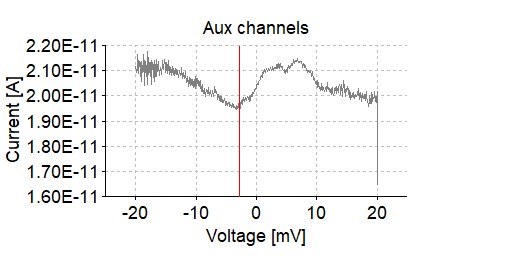 Aux channels
2.20E-11
2.10E-11
2.00E-11
1.90E-11
1.80E-11
1.70E-11
1.60E-11
Current [A]
-20 -10 0 10 20
Voltage [mV]